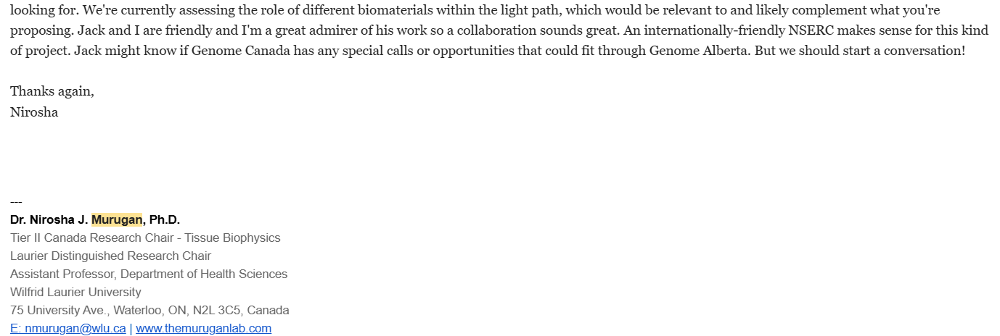 looking for. We're currently assessing the role of different biomaterials within the light path, which would be relevant to and likely complement what you're
proposing. Jack and I are friendly and I'm a great admirer of his work so a collaboration sounds great. An internationally-friendly NSERC makes sense for this kind
of project. Jack might know if Genome Canada has any special calls or opportunities that could fit through Genome Alberta. But we should start a conversation!
Thanks again,
Nirosha
---
Dr. Nirosha J. Murugan, Ph.D.
Tier II Canada Research Chair - Tissue Biophysics
Laurier Distinguished Research Chair
Assistant Professor, Department of Health Sciences
Wilfrid Laurier University
75 University Ave., Waterloo, ON, N2L 3C5, Canada
E: nmurugan@wlu.ca | www.themuruganlab.com